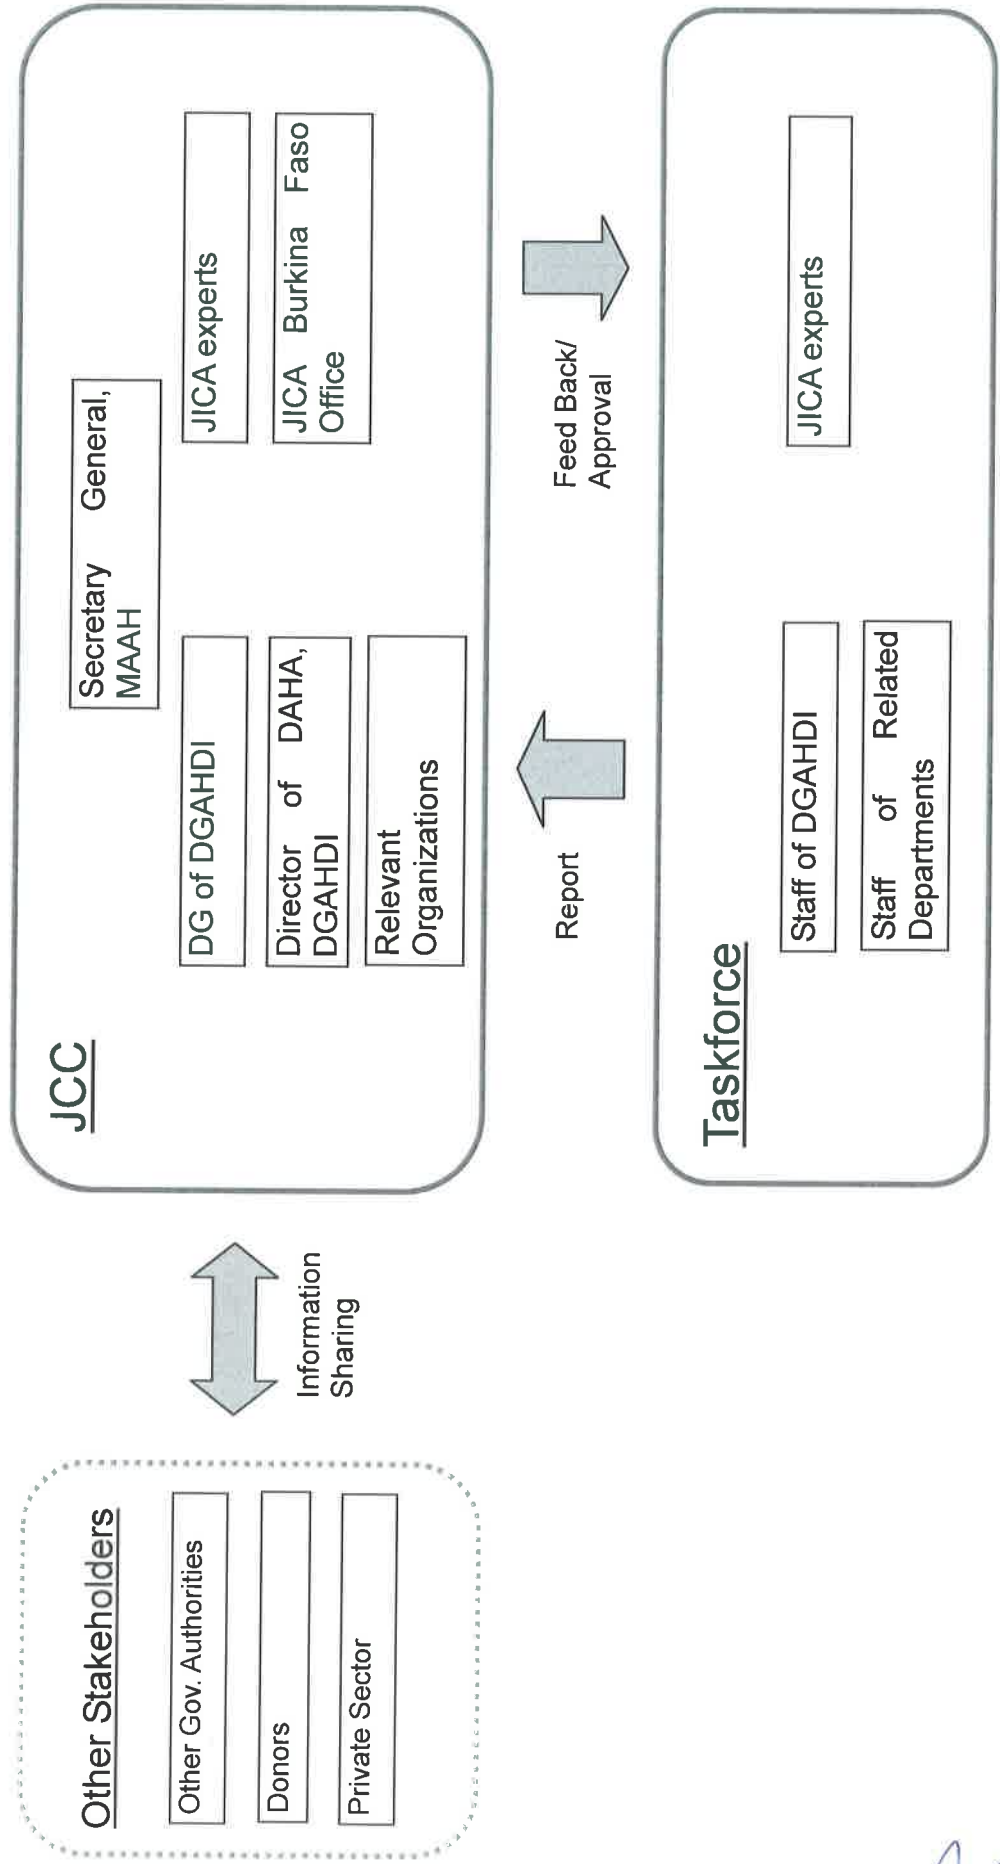 Other Stakeholders
Other Gov. Authorities
Donors
Private Sector
Information
Sharing
JCC
Secretary General,
MAAH
DG of DGAHDI
Director of DAHA,
DGAHDI
Relevant
Organizations
JICA experts
JICA Burkina Faso
Office
Report
Feed Back/
Approval
Taskforce
Staff of DGAHDI
Staff of Related
Departments
JICA experts